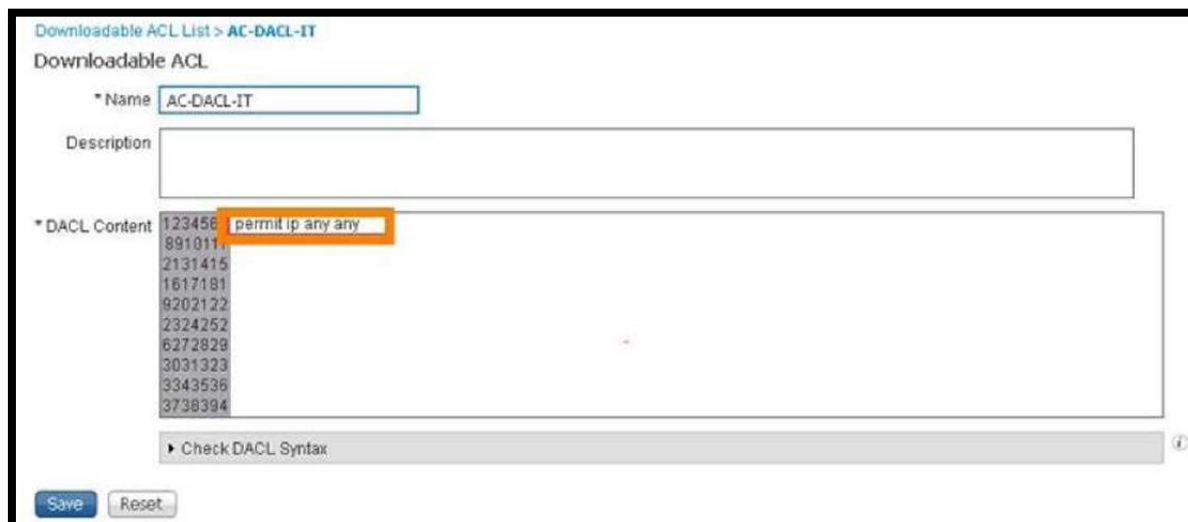 Downloadable ACL List > AC-DACL-IT
Downloadable ACL
* Name AC-DACL-IT
Description
* DACL Content 123456 permit ip any any
8910111
2131415
1617181
9202122
2324252
6272829
3031323
3343536
3738394
Check DACL Syntax
Save Reset